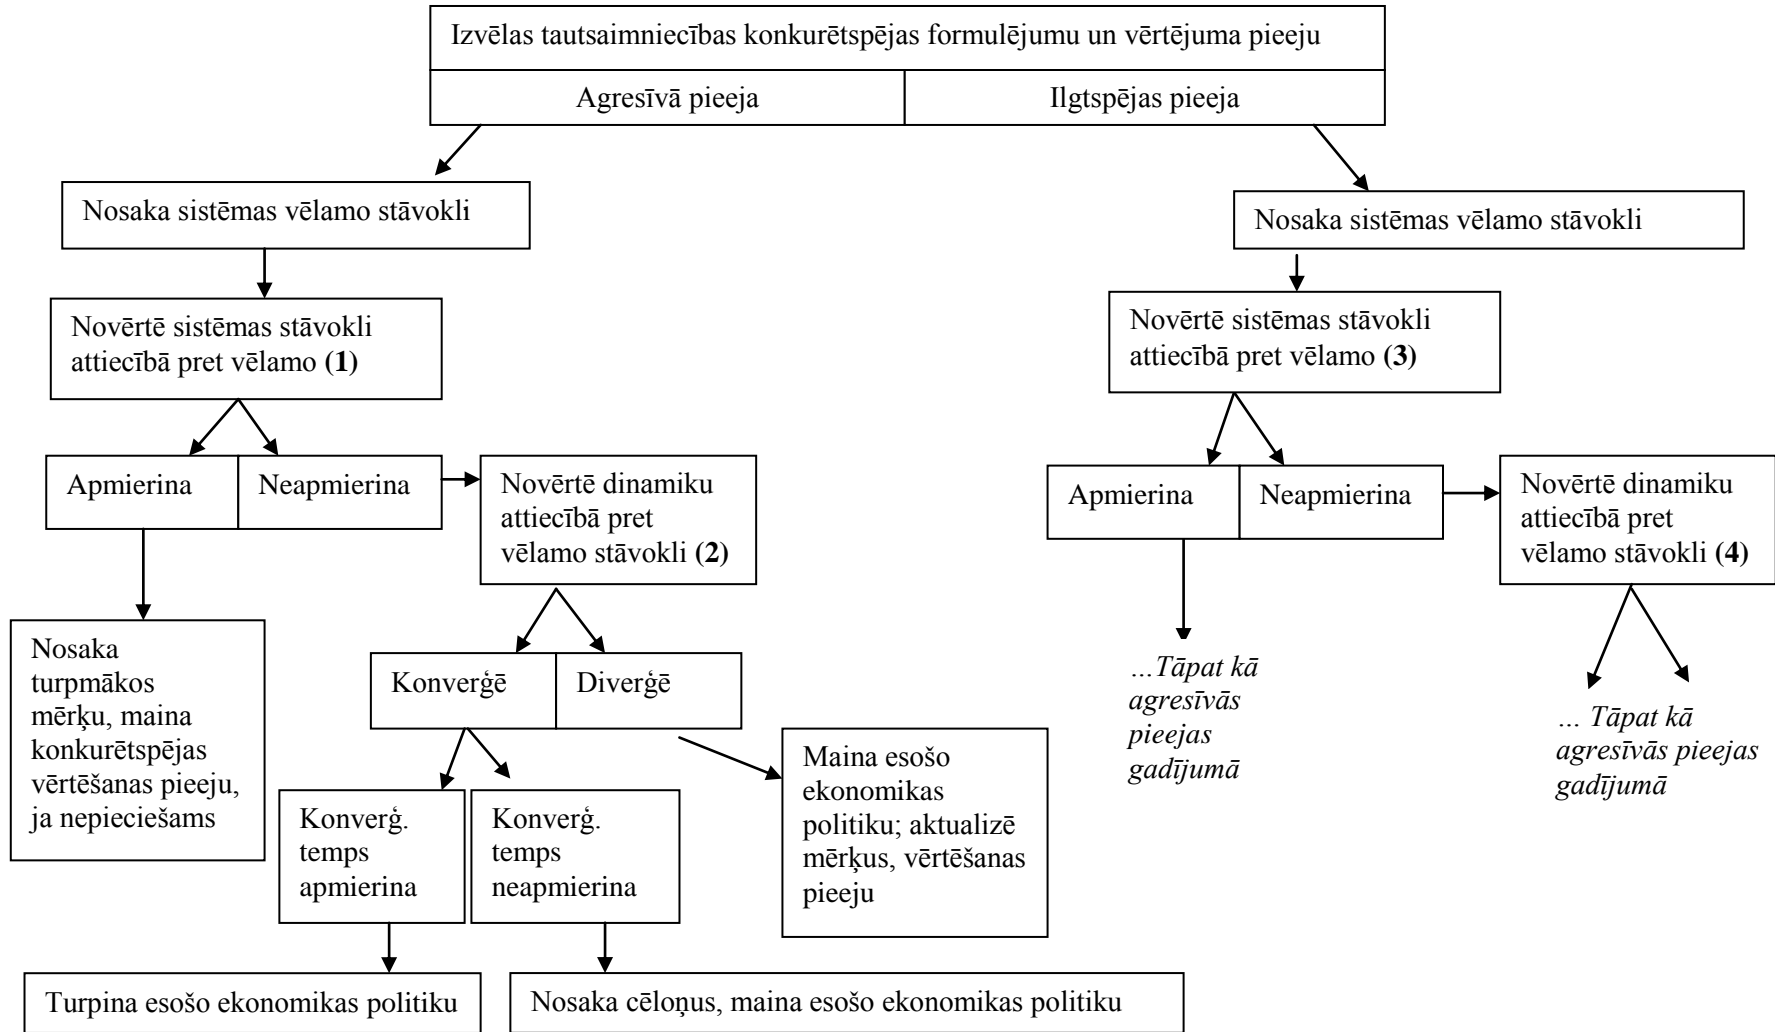 Izvēlas tautsaimniecības konkurētspējas formulējumu un vērtējuma pieeju
Agresīvā pieeja
Ilgtspējas pieeja
Nosaka sistēmas vēlamo stāvokli
Novērtē sistēmas stāvokli
attiecībā pret vēlamo (1)
Apmierina
Neapmierina
Novērtē dinamiku
attiecībā pret
vēlamo stāvokli (2)
Nosaka
turpmākos
mērķu, maina
konkurētspējas
vērtēšanas pieeju,
ja nepieciešams
Konverģē
Diverģē
Konverģ.
temps
apmierina
Konverģ.
temps
neapmierina
Maina esošo
ekonomikas
politiku; aktualizē
mērķus, vērtēšanas
pieeju
Turpina esošo ekonomikas politiku
Nosaka cēloņus, maina esošo ekonomikas politiku
Nosaka sistēmas vēlamo stāvokli
Novērtē sistēmas stāvokli
attiecībā pret vēlamo (3)
Apmierina
Neapmierina
Novērtē dinamiku
attiecībā pret
vēlamo stāvokli (4)
…Tāpat kā
agresīvās
pieejas
gadījumā
… Tāpat kā
agresīvās pieejas
gadījumā